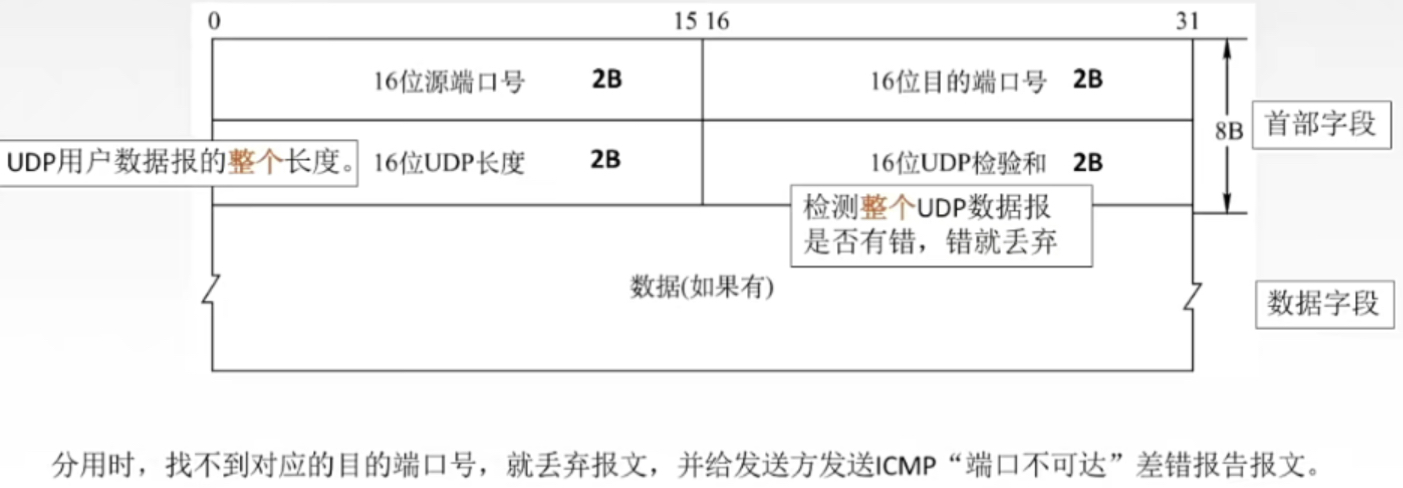 0 15 16 31
16位源端口号 2B 16位目的端口号 2B
8B 首部字段
UDP用户数据报的整个长度。 16位UDP长度 2B 16位UDP检验和 2B
检测整个UDP数据报
是否有错，错就丢弃
数据(如果有) 数据字段
分用时，找不到对应的目的端口号，就丢弃报文，并给发送方发送ICMP“端口不可达”差错报告报文。